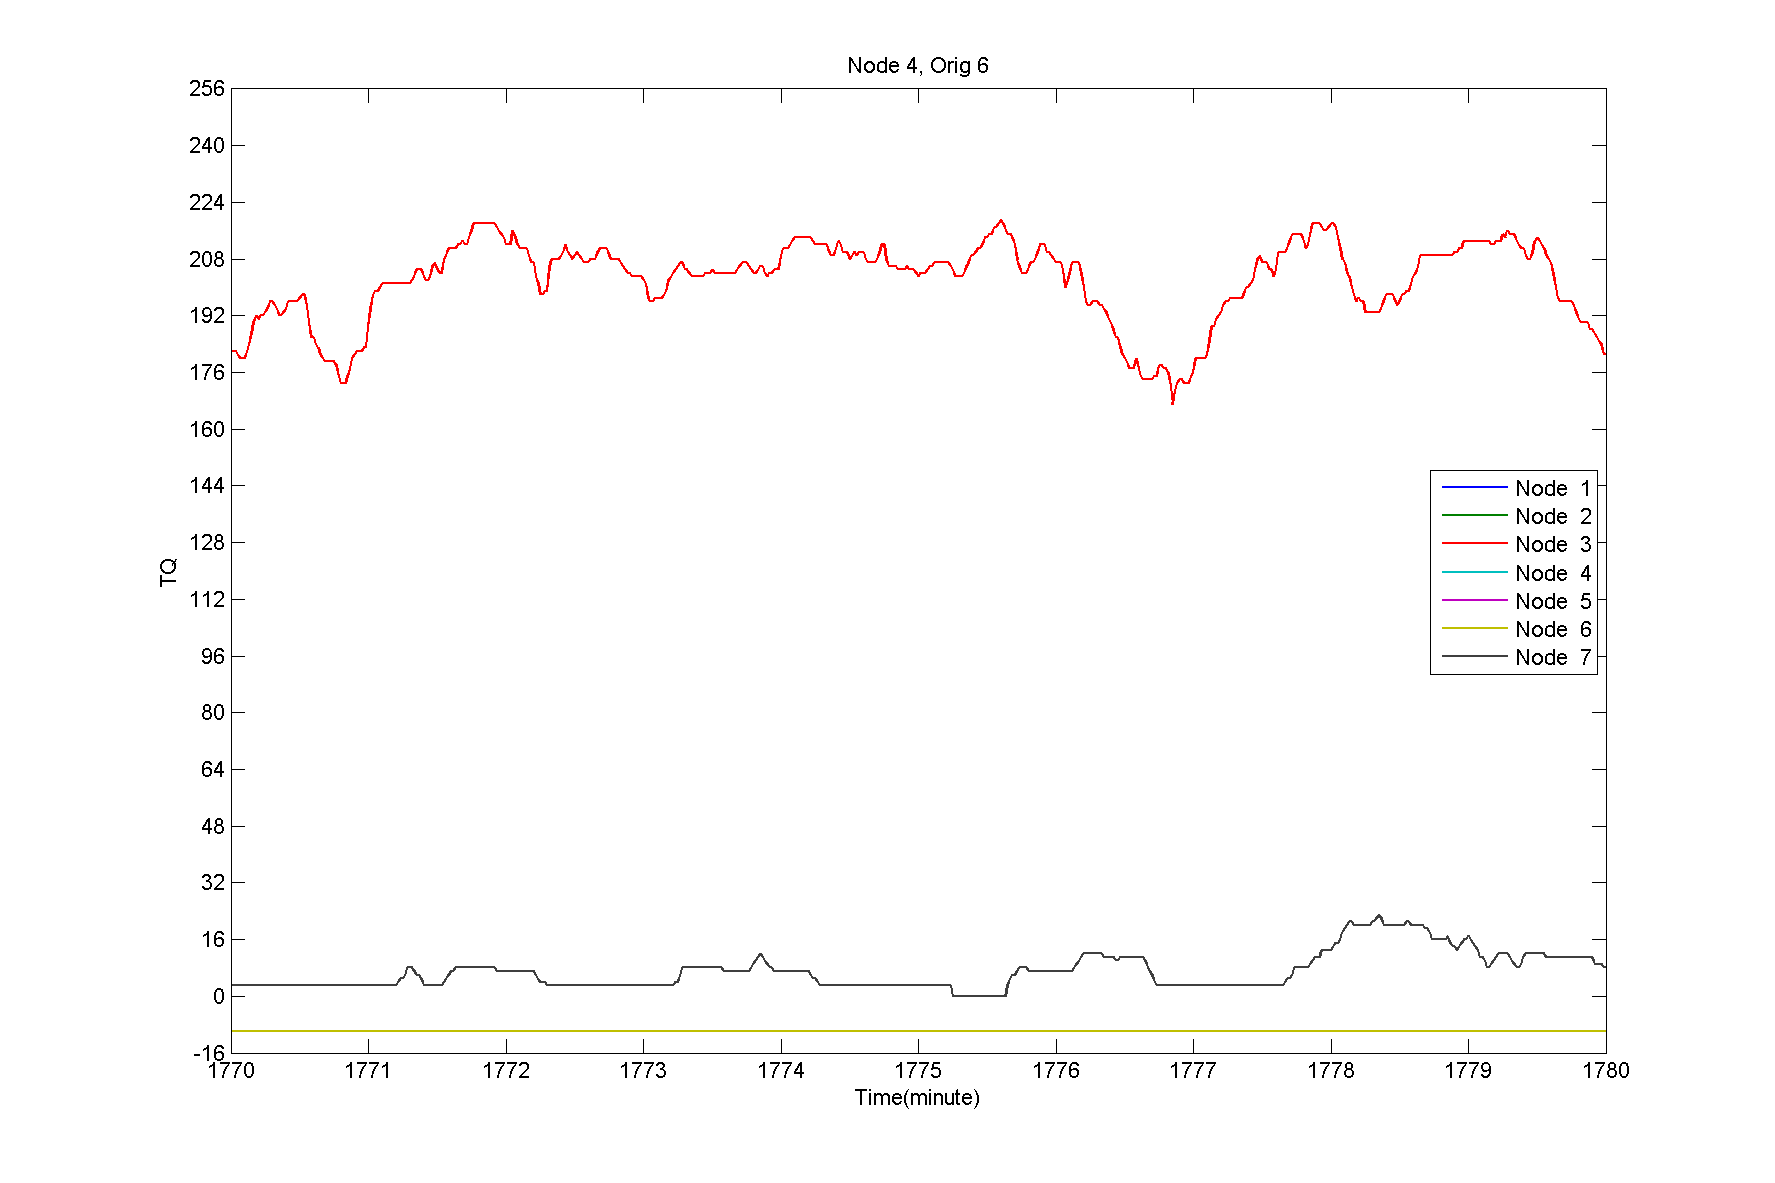 Node 4, Orig 6
256
240
224
208
192
176
160
144
128
112
96
80
64
48
32
16
0
-16
TQ
Node 1
Node 2
Node 3
Node 4
Node 5
Node 6
Node 7
1770 1771 1772 1773 1774 1775 1776 1777 1778 1779 1780
Time(minute)